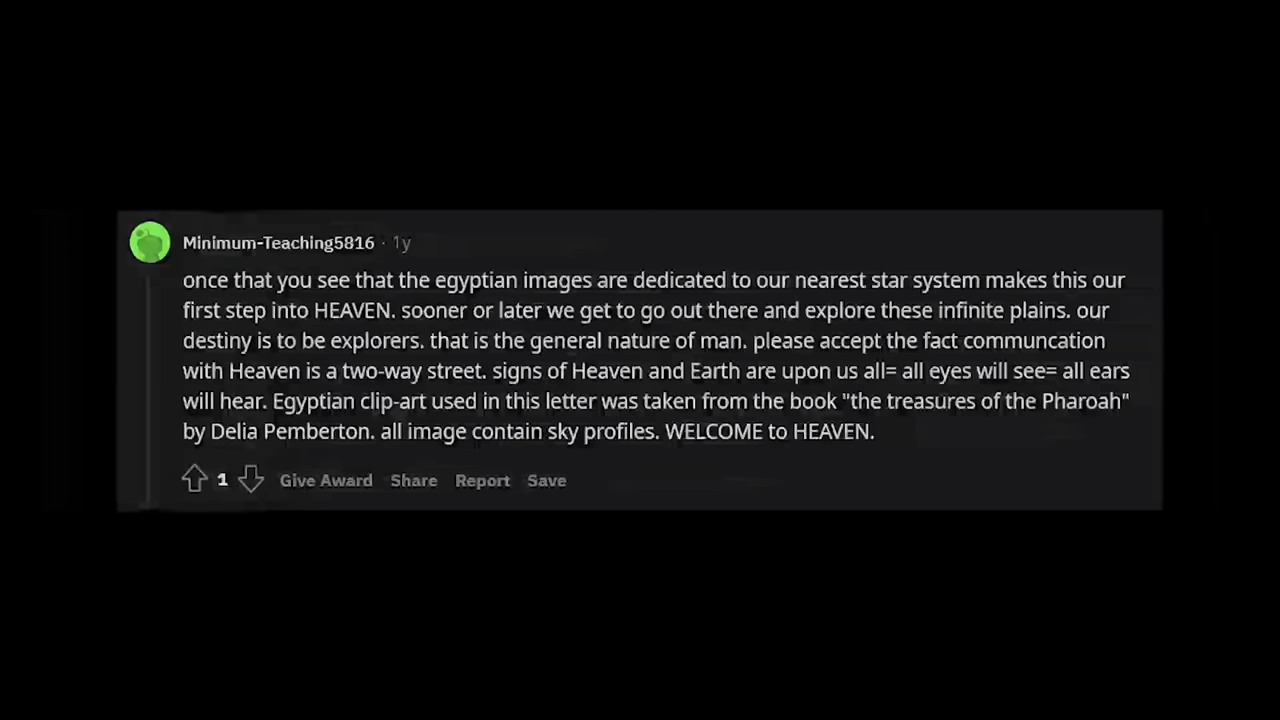 Minimum-Teaching5816 · 1y
once that you see that the egyptian images are dedicated to our nearest star system makes this our
first step into HEAVEN. sooner or later we get to go out there and explore these infinite plains. our
destiny is to be explorers. that is the general nature of man. please accept the fact communcation
with Heaven is a two-way street. signs of Heaven and Earth are upon us all= all eyes will see= all ears
will hear. Egyptian clip-art used in this letter was taken from the book "the treasures of the Pharoah"
by Delia Pemberton. all image contain sky profiles. WELCOME to HEAVEN.
1 Give Award Share Report Save